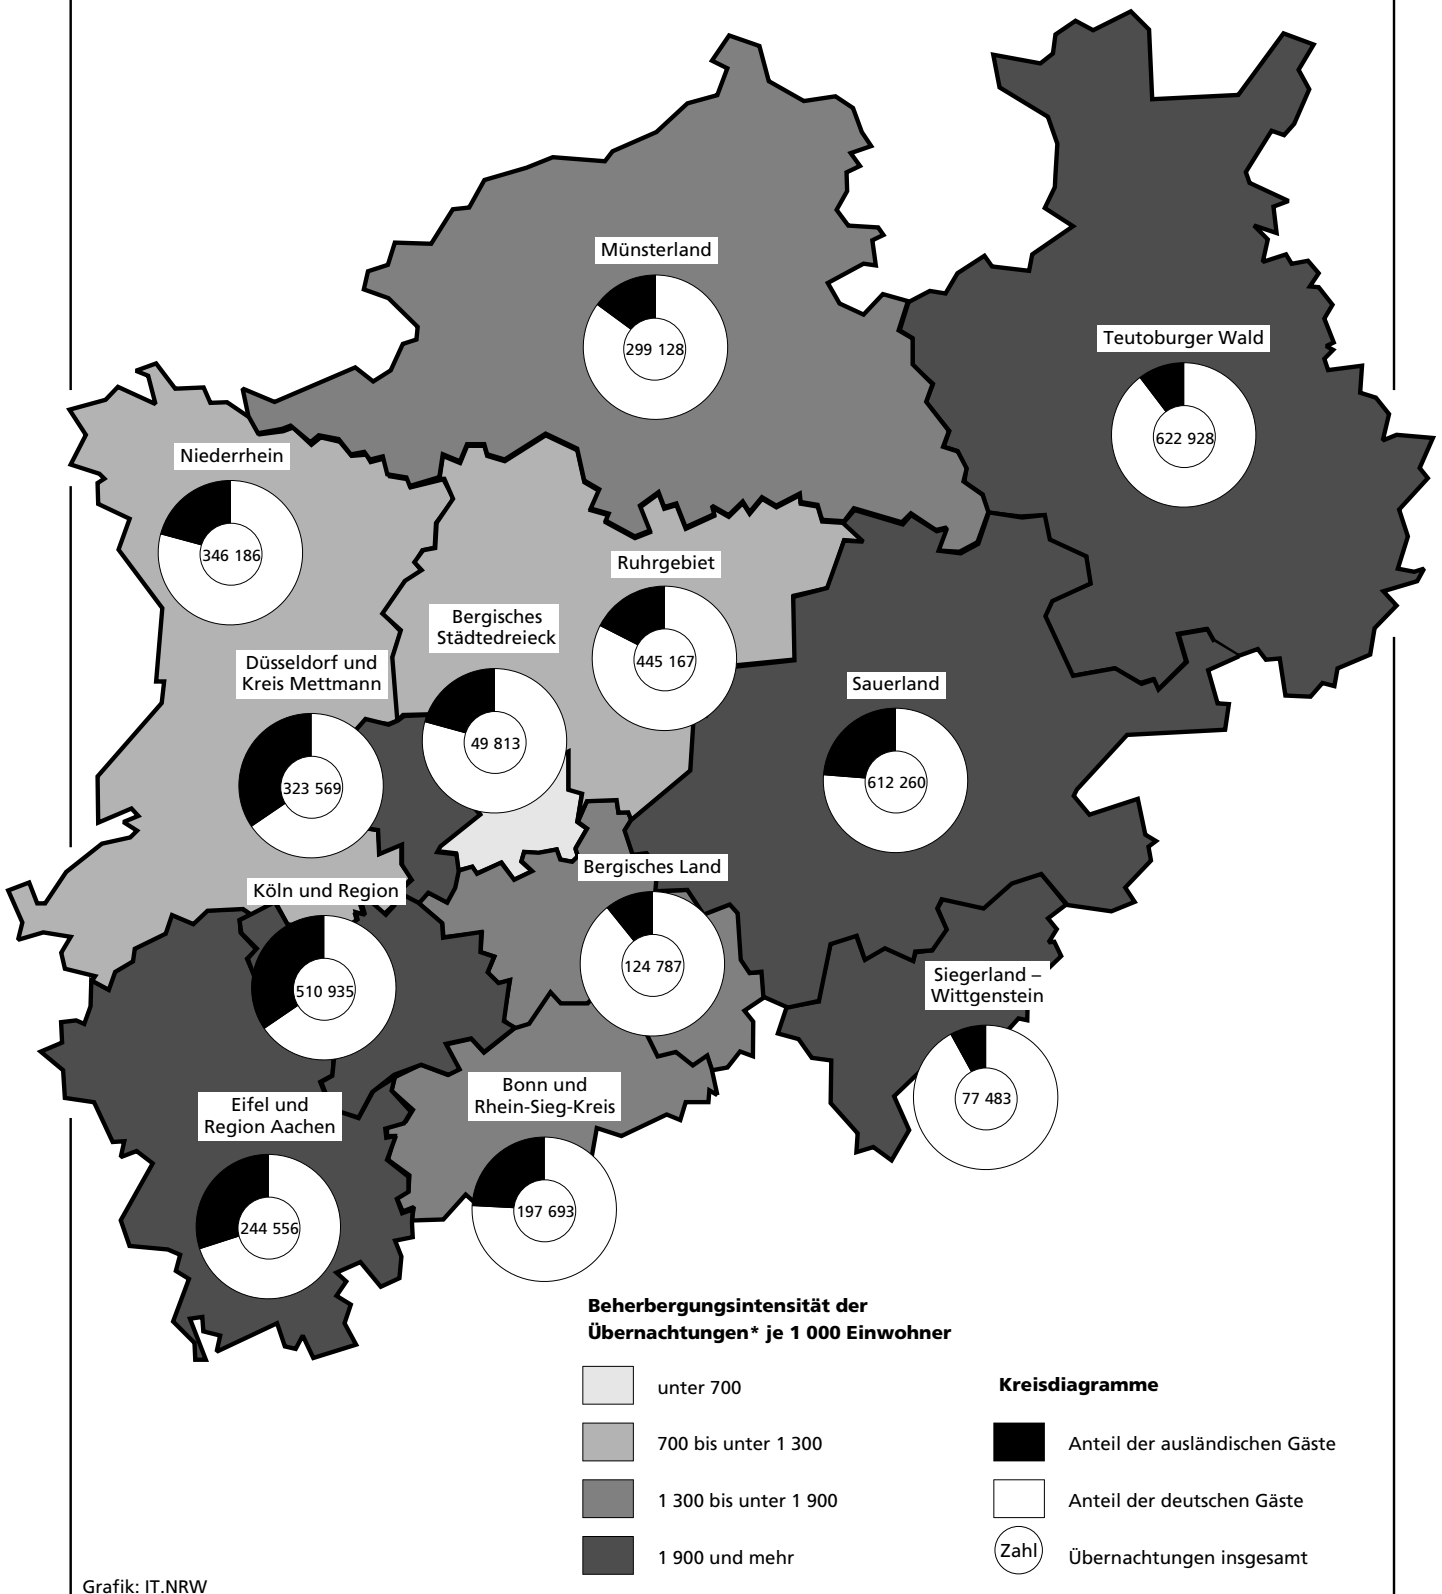 Münsterland
299 128
Teutoburger Wald
622 928
Niederrhein
346 186
Ruhrgebiet
445 167
Bergisches
Städtedreieck
49 813
Düsseldorf und
Kreis Mettmann
323 569
Sauerland
612 260
Bergisches Land
124 787
Köln und Region
510 935
Siegerland –
Wittgenstein
77 483
Bonn und
Rhein-Sieg-Kreis
197 693
Eifel und
Region Aachen
244 556
Beherbergungsintensität der
Übernachtungen* je 1 000 Einwohner
unter 700
700 bis unter 1 300
1 300 bis unter 1 900
1 900 und mehr
Kreisdiagramme
Anteil der ausländischen Gäste
Anteil der deutschen Gäste
Zahl
Übernachtungen insgesamt
Grafik: IT.NRW